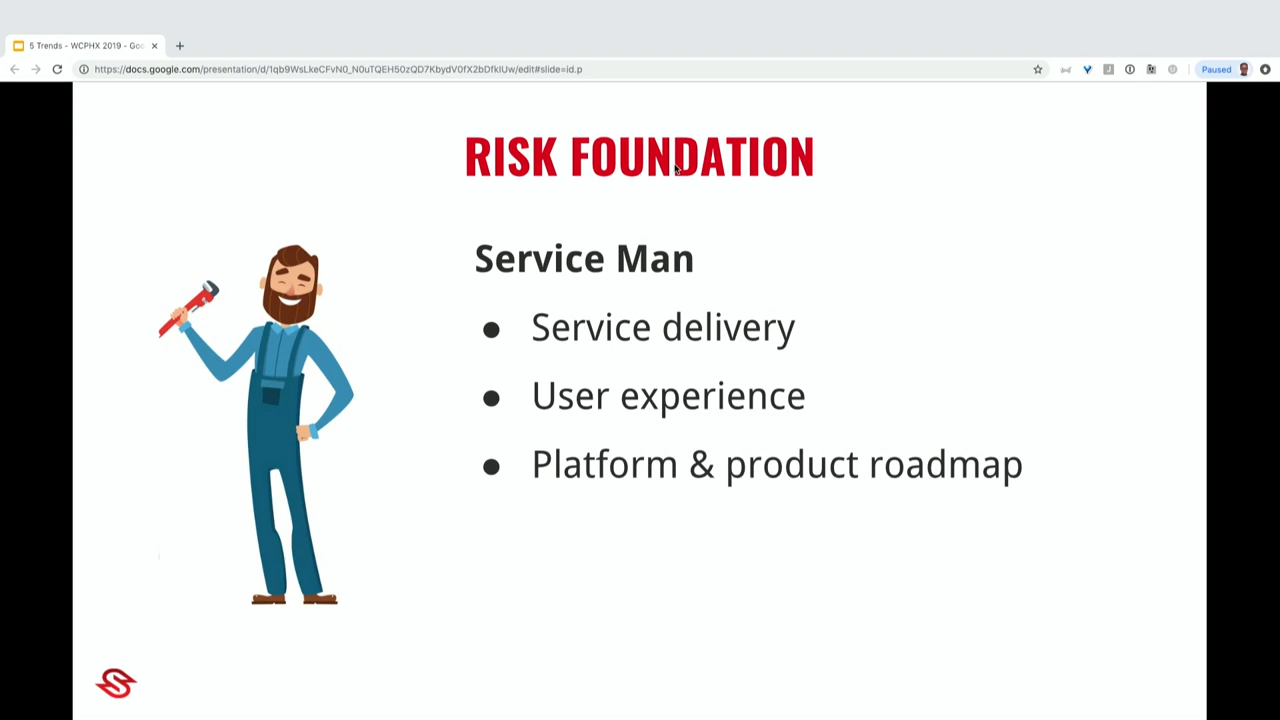 5 Trends - WCPHX 2019 - Goo
https://docs.google.com/presentation/d/1qb9WsLkeCFvN0_N0uTQEH50zQD7KbydV0fX2bDfkIUw/edit#slide=id.p
Paused
RISK FOUNDATION
Service Man
● Service delivery
● User experience
● Platform & product roadmap